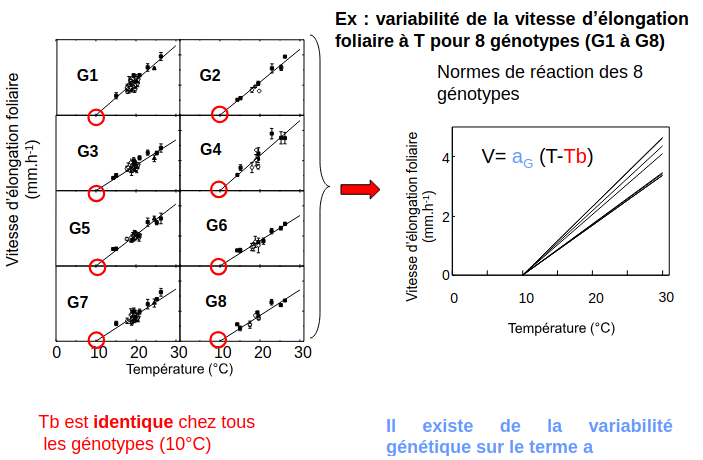 Ex : variabilité de la vitesse d'élongation
foliaire à T pour 8 génotypes (G1 à G8)
Normes de réaction des 8
génotypes
Vitesse d'élongation foliaire
(mm.h-1)
G1
G2
G3
G4
G5
G6
G7
G8
0 10 20 30 10 20 30
Température (°C)
Vitesse d'élongation foliaire
(mm.h-1)
V= aG (T-Tb)
4
2
0
0 10 20 30
Température (°C)
Tb est identique chez tous
les génotypes (10°C)
Il existe de la variabilité
génétique sur le terme a